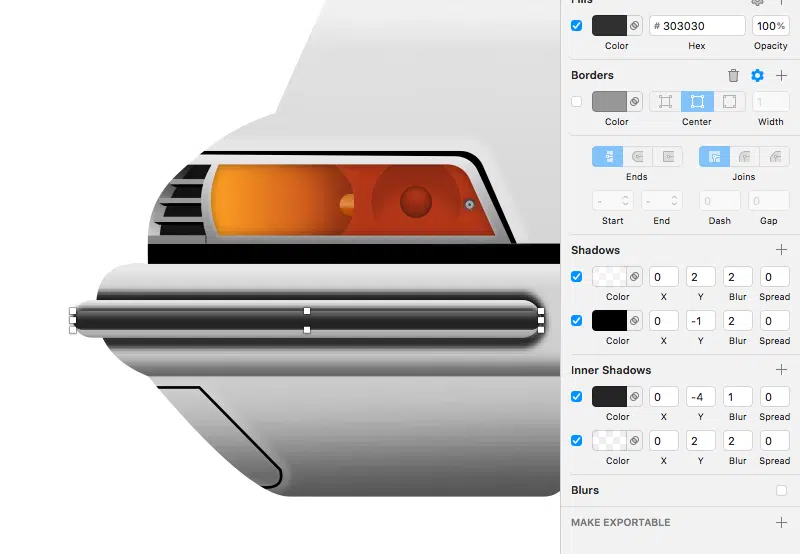 Fills
# 303030 100%
Color Hex Opacity
Borders
1
Color Center Width
Ends Joins
- - 0 0
Start End Dash Gap
Shadows
0 2 2 0
Color X Y Blur Spread
0 -1 2 0
Color X Y Blur Spread
Inner Shadows
0 -4 1 0
Color X Y Blur Spread
0 2 2 0
Color X Y Blur Spread
Blurs
MAKE EXPORTABLE